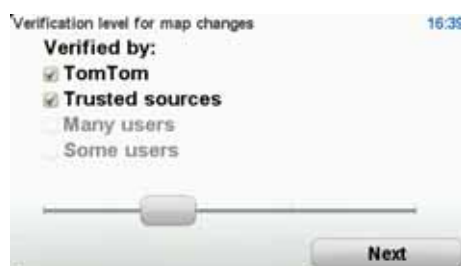 Verification level for map changes
16:39
Verified by:
TomTom
Trusted sources
Many users
Some users
Next